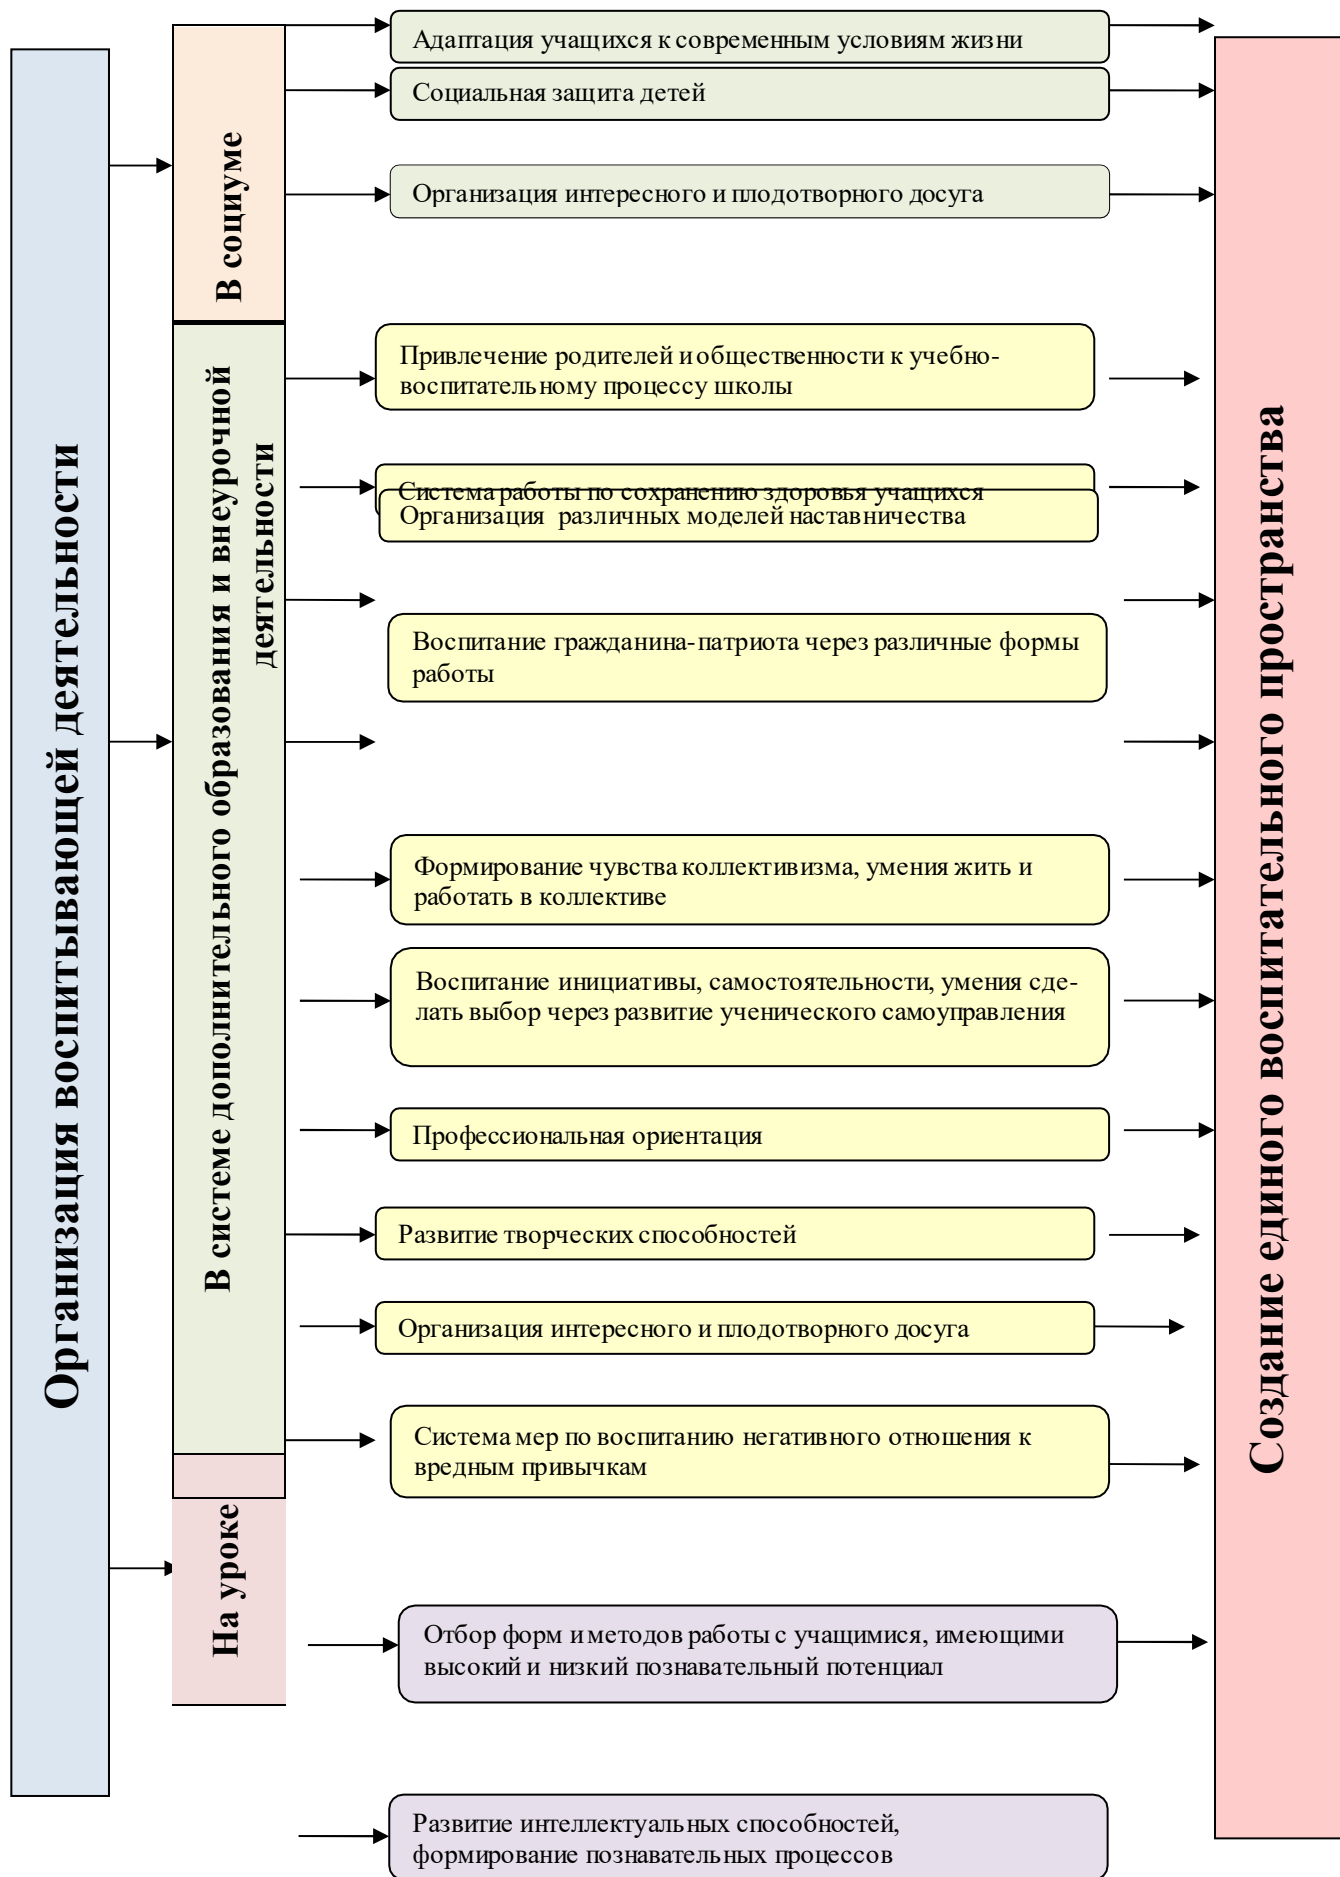 Организация воспитывающей деятельности
В социуме
Адаптация учащихся к современным условиям жизни
Социальная защита детей
Организация интересного и плодотворного досуга
В системе дополнительного образования и внеурочной
деятельности
Привлечение родителей и общественности к учебно-
воспитательному процессу школы
Система работы по сохранению здоровья учащихся
Организация различных моделей наставничества
Воспитание гражданина-патриота через различные формы
работы
Формирование чувства коллективизма, умения жить и
работать в коллективе
Воспитание инициативы, самостоятельности, умения сде-
лать выбор через развитие ученического самоуправления
Профессиональная ориентация
Развитие творческих способностей
Организация интересного и плодотворного досуга
Система мер по воспитанию негативного отношения к
вредным привычкам
На уроке
Отбор форм и методов работы с учащимися, имеющими
высокий и низкий познавательный потенциал
Развитие интеллектуальных способностей,
формирование познавательных процессов
Создание единого воспитательного пространства